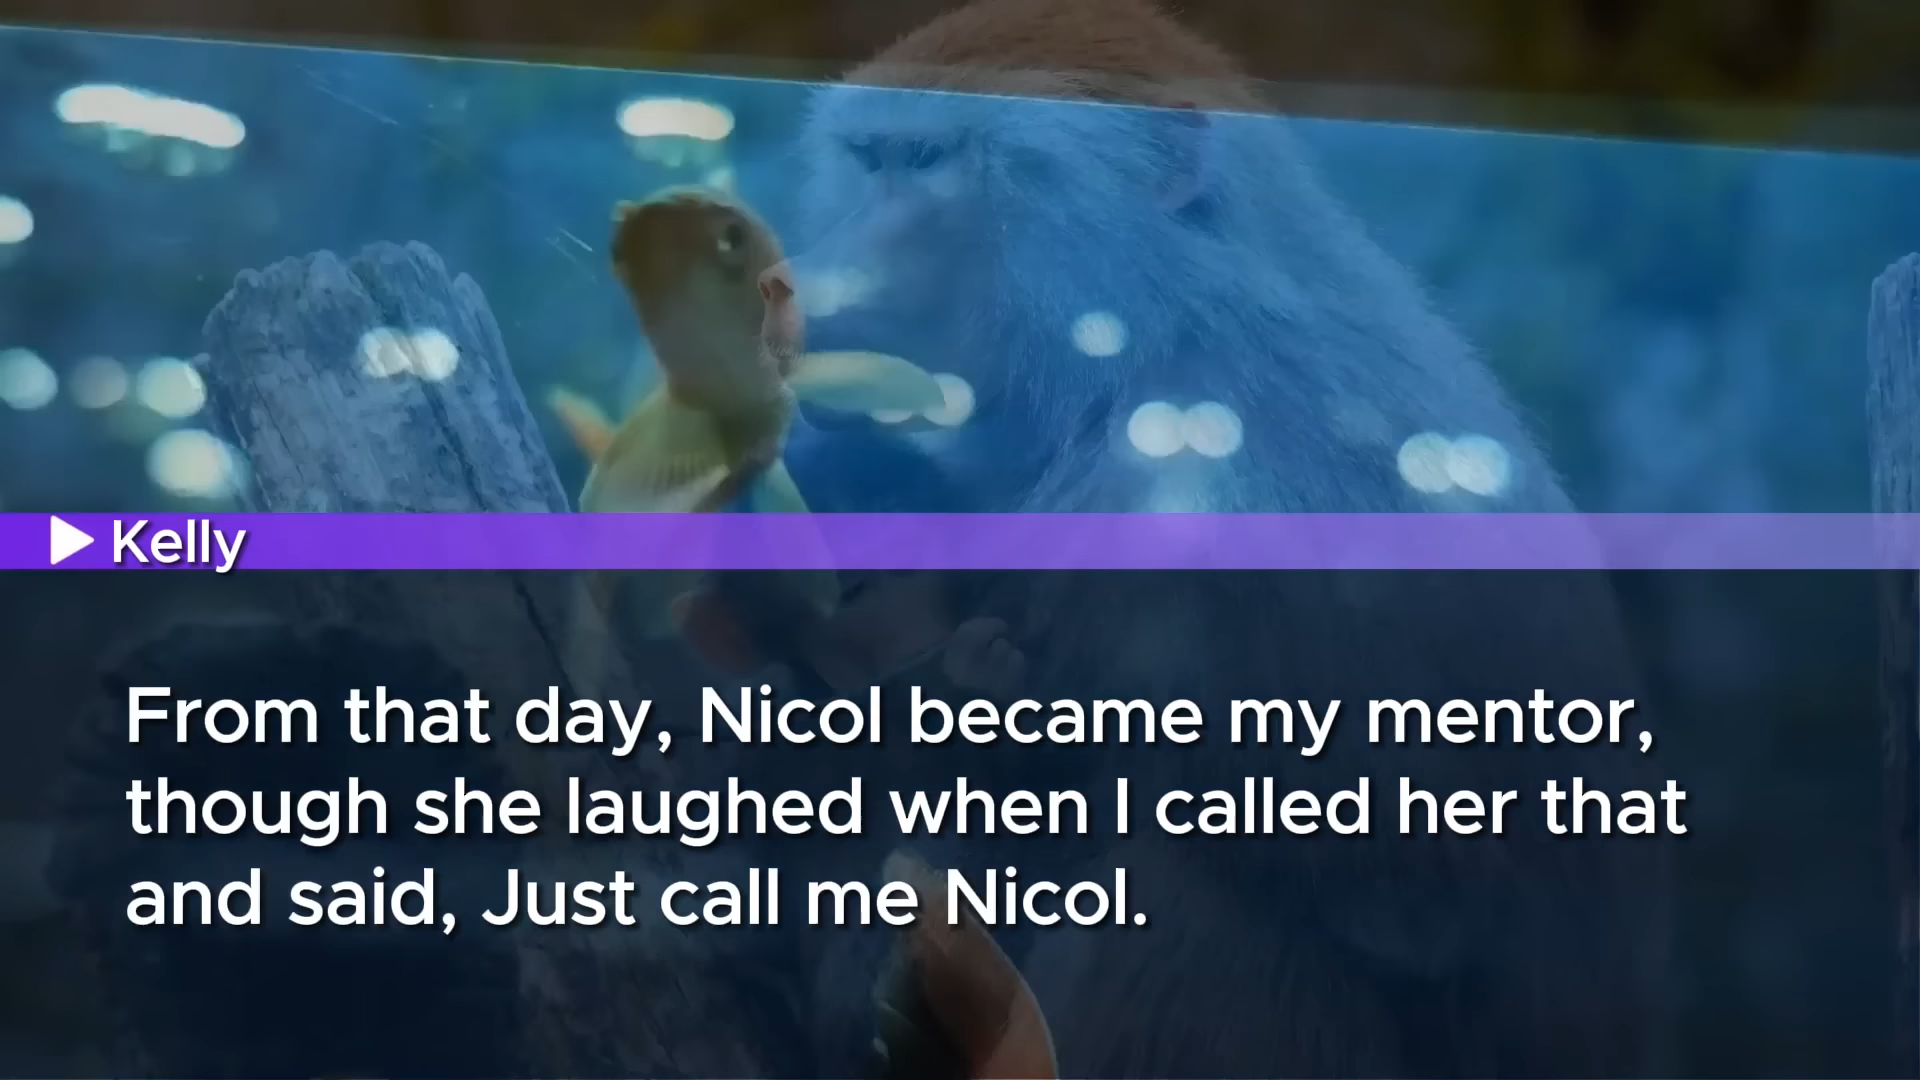 Kelly
From that day, Nicol became my mentor,
though she laughed when I called her that
and said, Just call me Nicol.